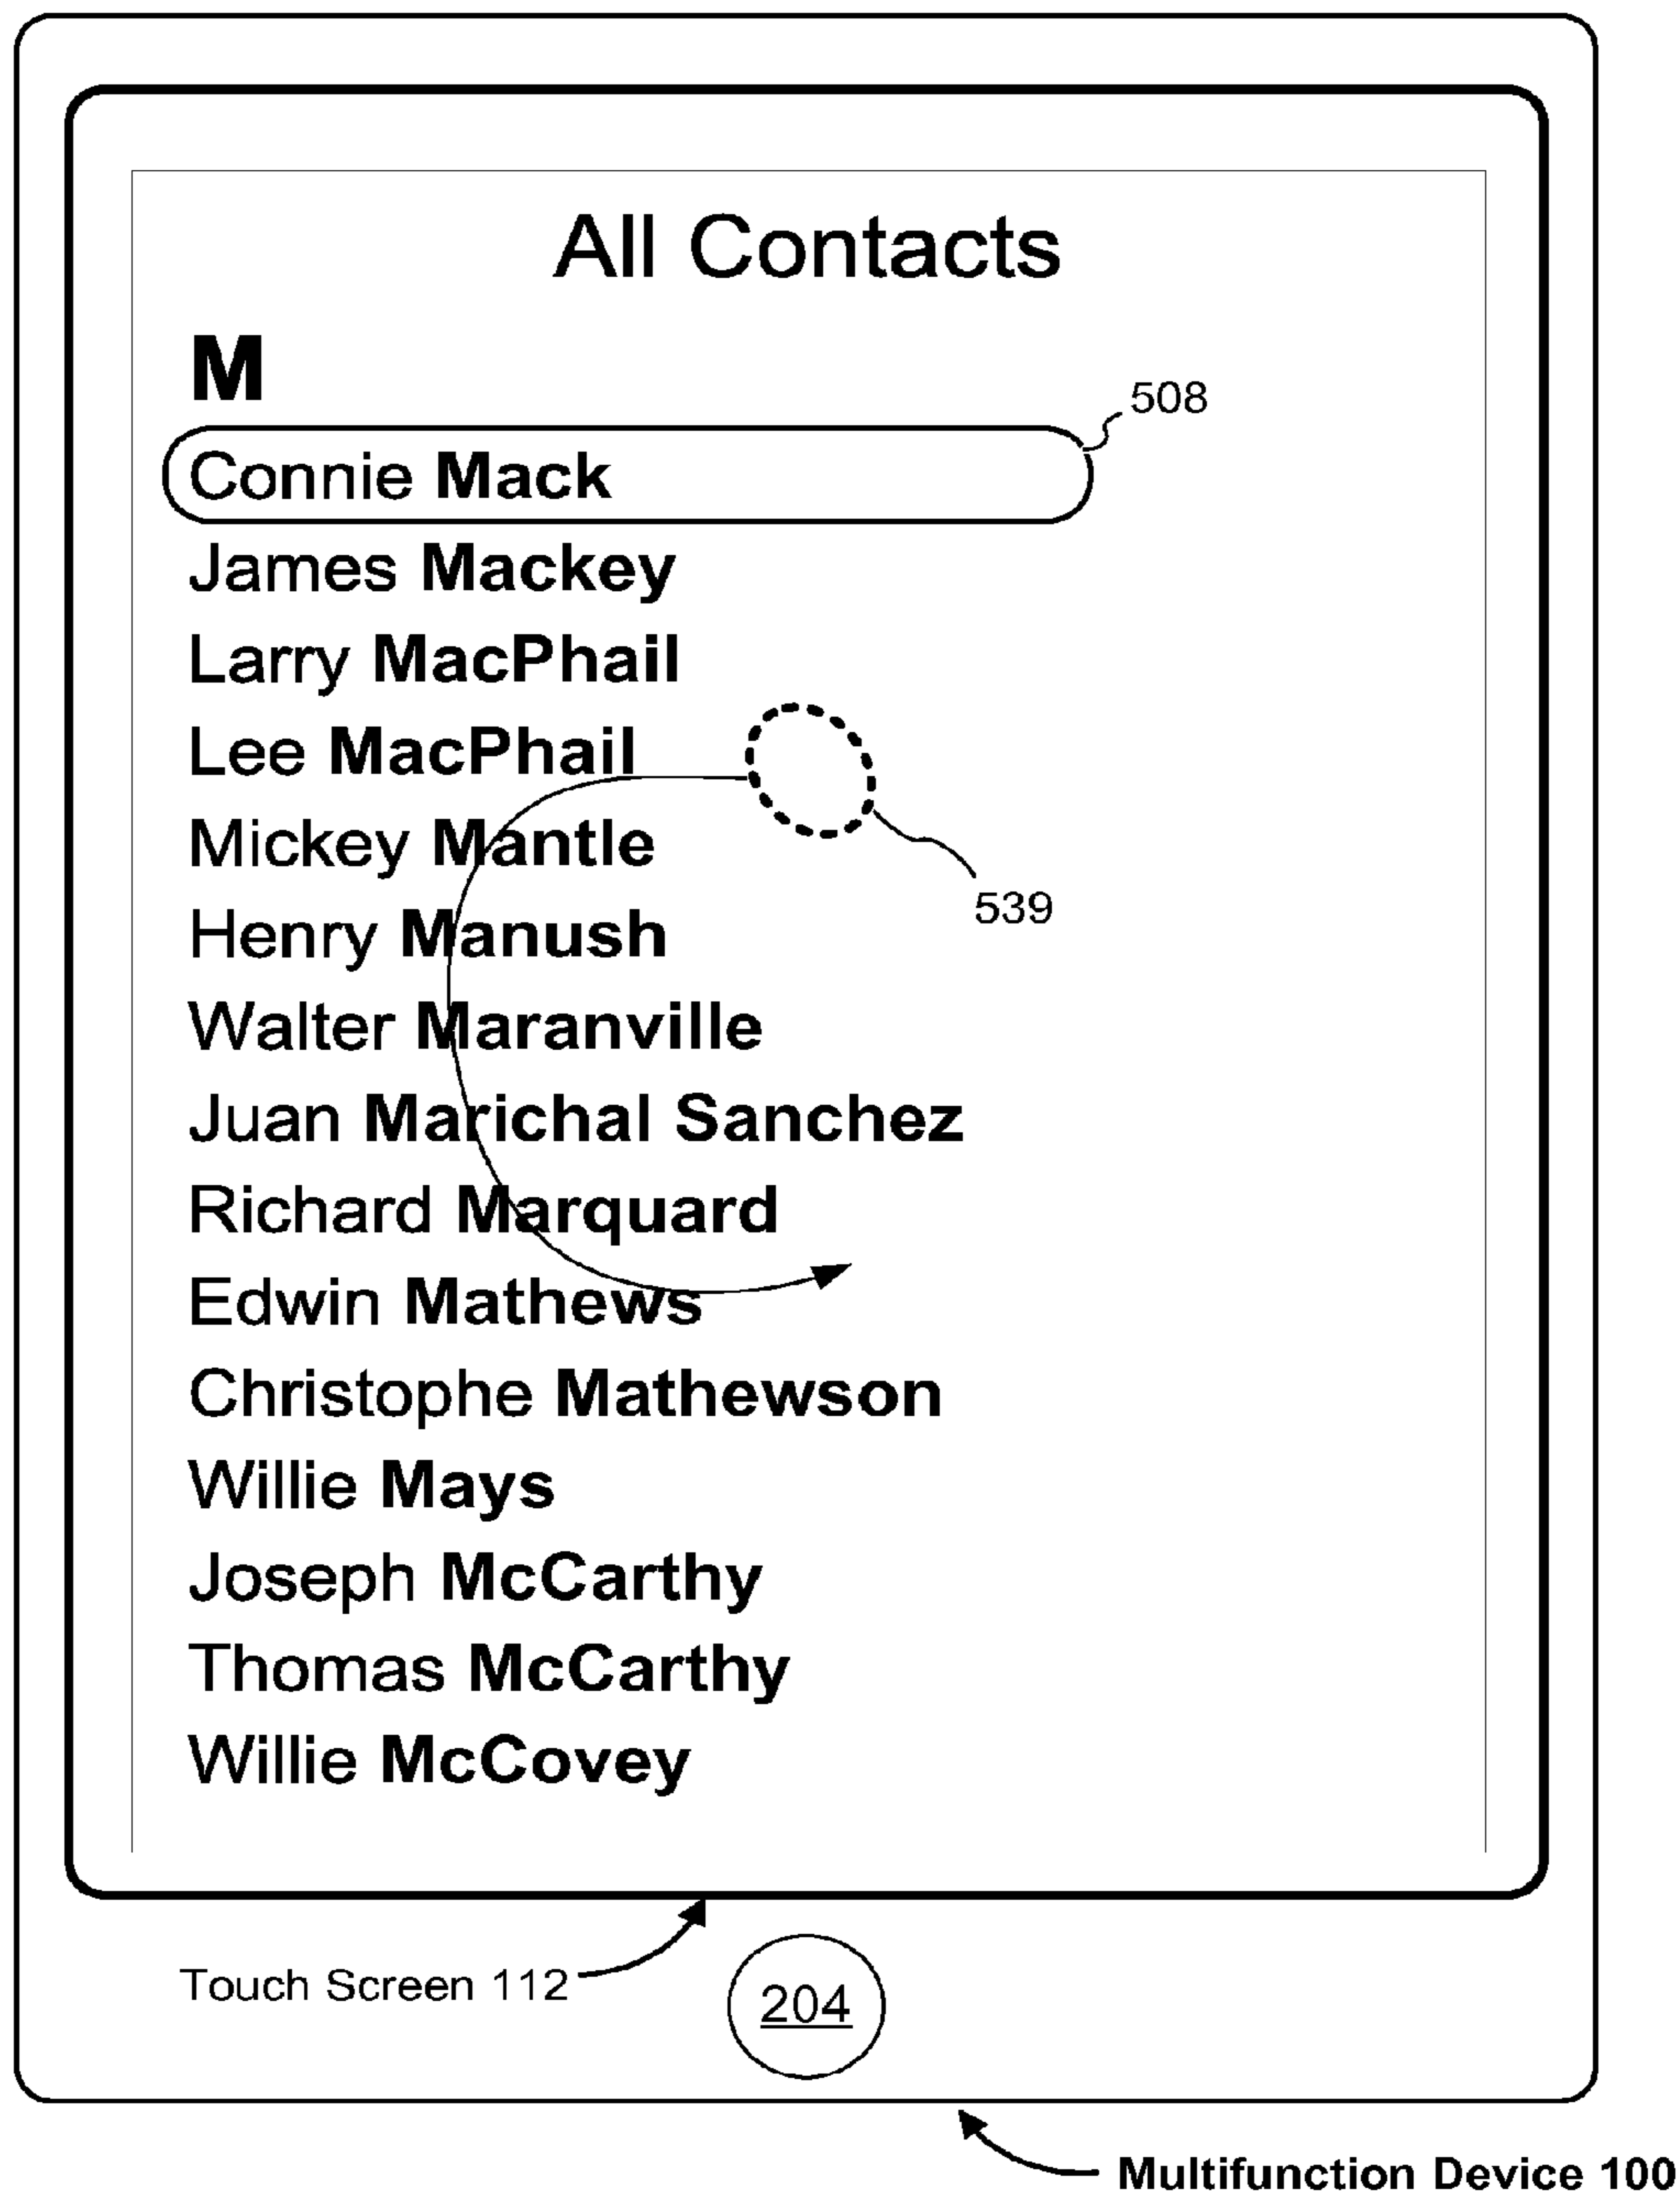 All Contacts
M
508
Connie Mack
James Mackey
Larry MacPhail
Lee MacPhail
Mickey Mantle
539
Henry Manush
Walter Maranville
Juan Marichal Sanchez
Richard Marquard
Edwin Mathews
Christophe Mathewson
Willie Mays
Joseph McCarthy
Thomas McCarthy
Willie McCovey
Touch Screen 112
204
Multifunction Device 100